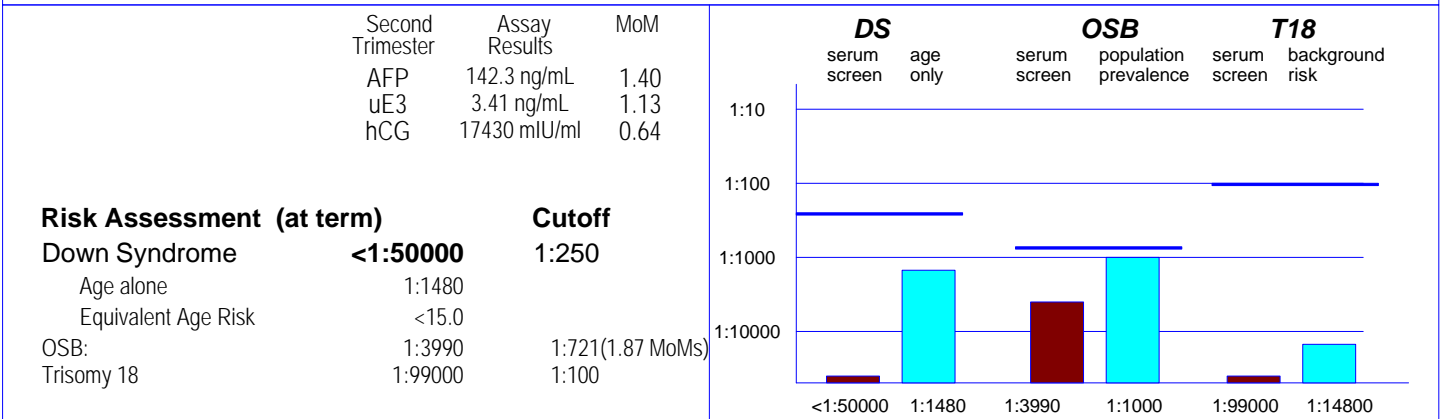 Second Assay MoM
Trimester Results
AFP 142.3 ng/mL 1.40
uE3 3.41 ng/mL 1.13
hCG 17430 mIU/ml 0.64
Risk Assessment (at term) Cutoff
Down Syndrome <1:50000 1:250
Age alone 1:1480
Equivalent Age Risk <15.0
OSB: 1:3990 1:721(1.87 MoMs)
Trisomy 18 1:99000 1:100
DS OSB T18
serum age serum population serum background
screen only screen prevalence screen risk
1:10
1:100
1:1000
1:10000
<1:50000 1:1480 1:3990 1:1000 1:99000 1:14800